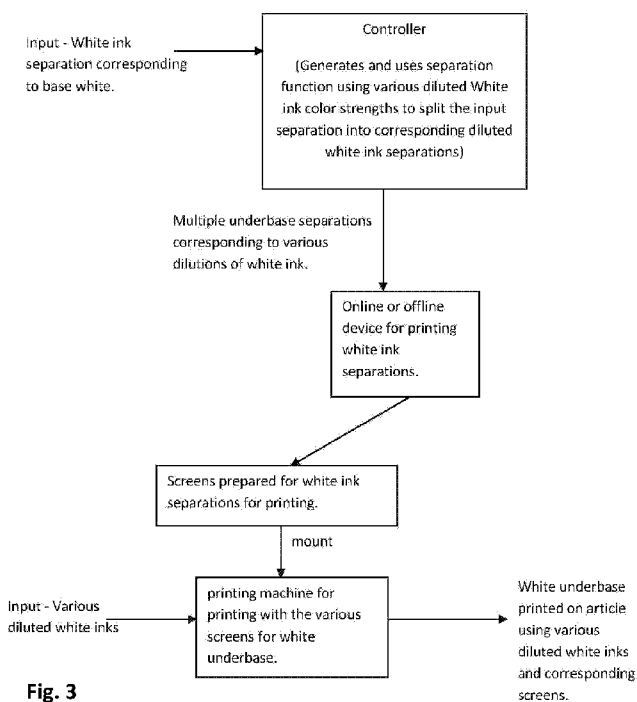 Controller
Input - White ink
separation corresponding
to base white.
(Generates and uses separation
function using various diluted White
ink color strengths to split the input
separation into corresponding diluted
white ink separations)
Multiple underbase separations
corresponding to various
dilutions of white ink.
Online or offline
device for printing
white ink
separations.
Screens prepared for white ink
separations for printing.
mount
Input - Various
diluted white inks
printing machine for
printing with the various
screens for white
underbase.
White underbase
printed on article
using various
diluted white inks
and corresponding
screens.
Fig. 3